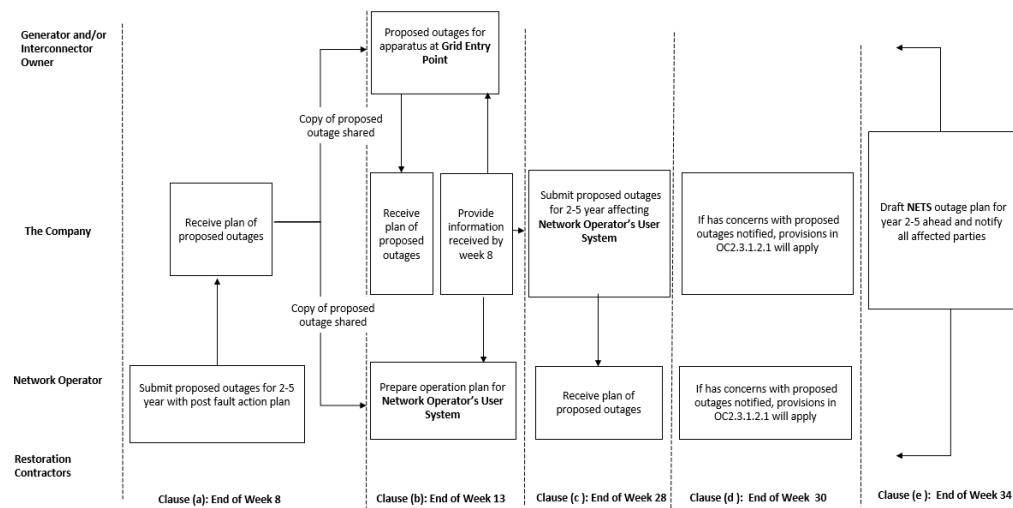 Generator and/or
Interconnector
Owner
Proposed outages for
apparatus at Grid Entry
Point
Copy of proposed
outage shared
The Company
Receive plan of
proposed outages
Receive
plan of
proposed
outages
Provide
information
received by
week 8
Submit proposed outages
for 2-5 year affecting
Network Operator's User
System
If has concerns with proposed
outages notified, provisions in
OC2.3.1.2.1 will apply
Draft NETS outage plan for
year 2-5 ahead and notify
all affected parties
Copy of proposed
outage shared
Network Operator
Submit proposed outages for 2-5
year with post fault action plan
Prepare operation plan for
Network Operator's User
System
Receive plan of
proposed outages
If has concerns with proposed
outages notified, provisions in
OC2.3.1.2.1 will apply
Restoration
Contractors
Clause (a): End of Week 8
Clause (b): End of Week 13
Clause (c ): End of Week 28
Clause (d ): End of Week 30
Clause (e ): End of Week 34